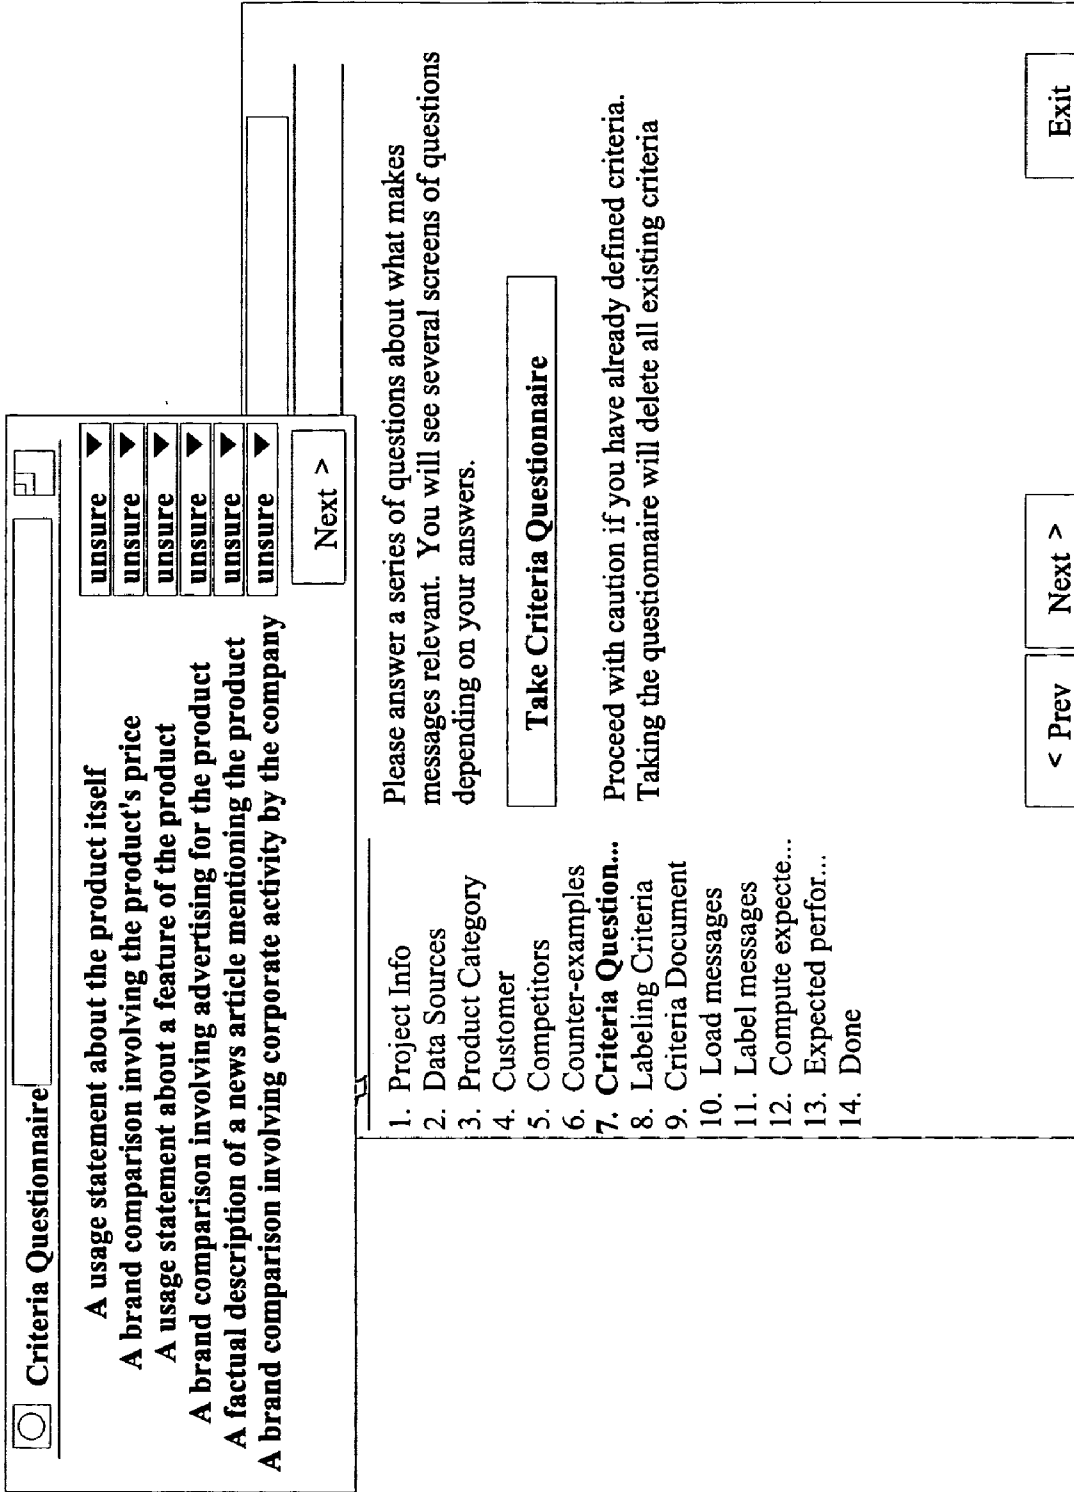 Criteria Questionnaire
A usage statement about the product itself unsure
A brand comparison involving the product's price unsure
A usage statement about a feature of the product unsure
A brand comparison involving advertising for the product unsure
A factual description of a news article mentioning the product unsure
A brand comparison involving corporate activity by the company unsure
Next >
1. Project Info
2. Data Sources
3. Product Category
4. Customer
5. Competitors
6. Counter-examples
7. Criteria Question...
8. Labeling Criteria
9. Criteria Document
10. Load messages
11. Label messages
12. Compute expecte...
13. Expected perfor...
14. Done
Please answer a series of questions about what makes
messages relevant. You will see several screens of questions
depending on your answers.
Take Criteria Questionnaire
Proceed with caution if you have already defined criteria.
Taking the questionnaire will delete all existing criteria
< Prev
Next >
Exit